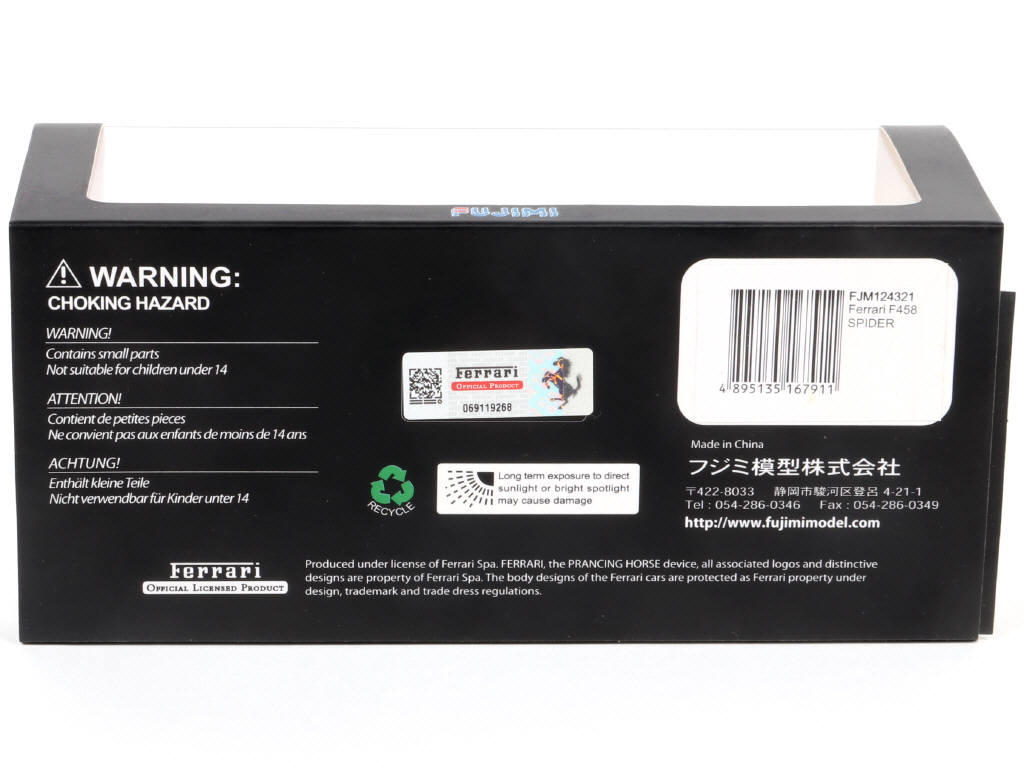 FUJIMI
WARNING:
CHOKING HAZARD
WARNING!
Contains small parts
Not suitable for children under 14
ATTENTION!
Contient de petites pieces
Ne convient pas aux enfants de moins de 14 ans
ACHTUNG!
Enthält kleine Teile
Nicht verwendbar für Kinder unter 14
Ferrari
OFFICIAL PRODUCT
069119268
RECYCLE
Long term exposure to direct
sunlight or bright spotlight
may cause damage
FJM124321
Ferrari F458
SPIDER
4 895135 167911
Made in China
フジミ模型株式会社
〒422-8033 静岡市駿河区登呂 4-21-1
Tel : 054-286-0346 Fax : 054-286-0349
http://www.fujimimodel.com
Ferrari
OFFICIAL LICENSED PRODUCT
Produced under license of Ferrari Spa. FERRARI, the PRANCING HORSE device, all associated logos and distinctive
designs are property of Ferrari Spa. The body designs of the Ferrari cars are protected as Ferrari property under
design, trademark and trade dress regulations.